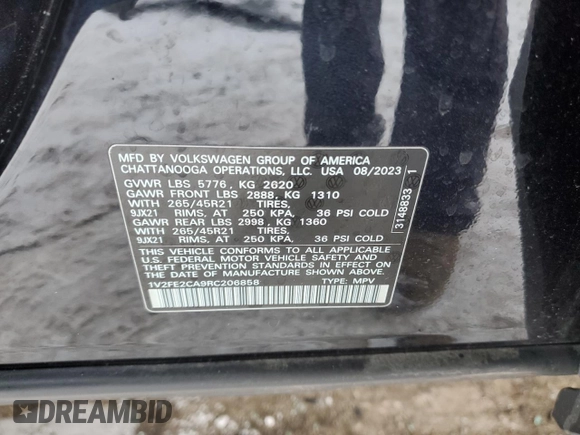 MFD BY VOLKSWAGEN GROUP OF AMERICA
CHATTANOOGA OPERATIONS, LLC. USA 08/2023
GVWR LBS 5776, KG 2620
GAWR FRONT LBS 2888, KG 1310
WITH 265/45R21 TIRES,
9JX21 RIMS, AT 250 KPA, 36 PSI COLD
GAWR REAR LBS 2998, KG 1360
WITH 265/45R21 TIRES,
9JX21 RIMS, AT 250 KPA, 36 PSI COLD
THIS VEHICLE CONFORMS TO ALL APPLICABLE
U.S. FEDERAL MOTOR VEHICLE SAFETY AND
THEFT PREVENTION STANDARDS IN EFFECT ON
THE DATE OF MANUFACTURE SHOWN ABOVE.
1V2FE2CA9RC206858 TYPE: MPV
3148833 1
DREAMBID